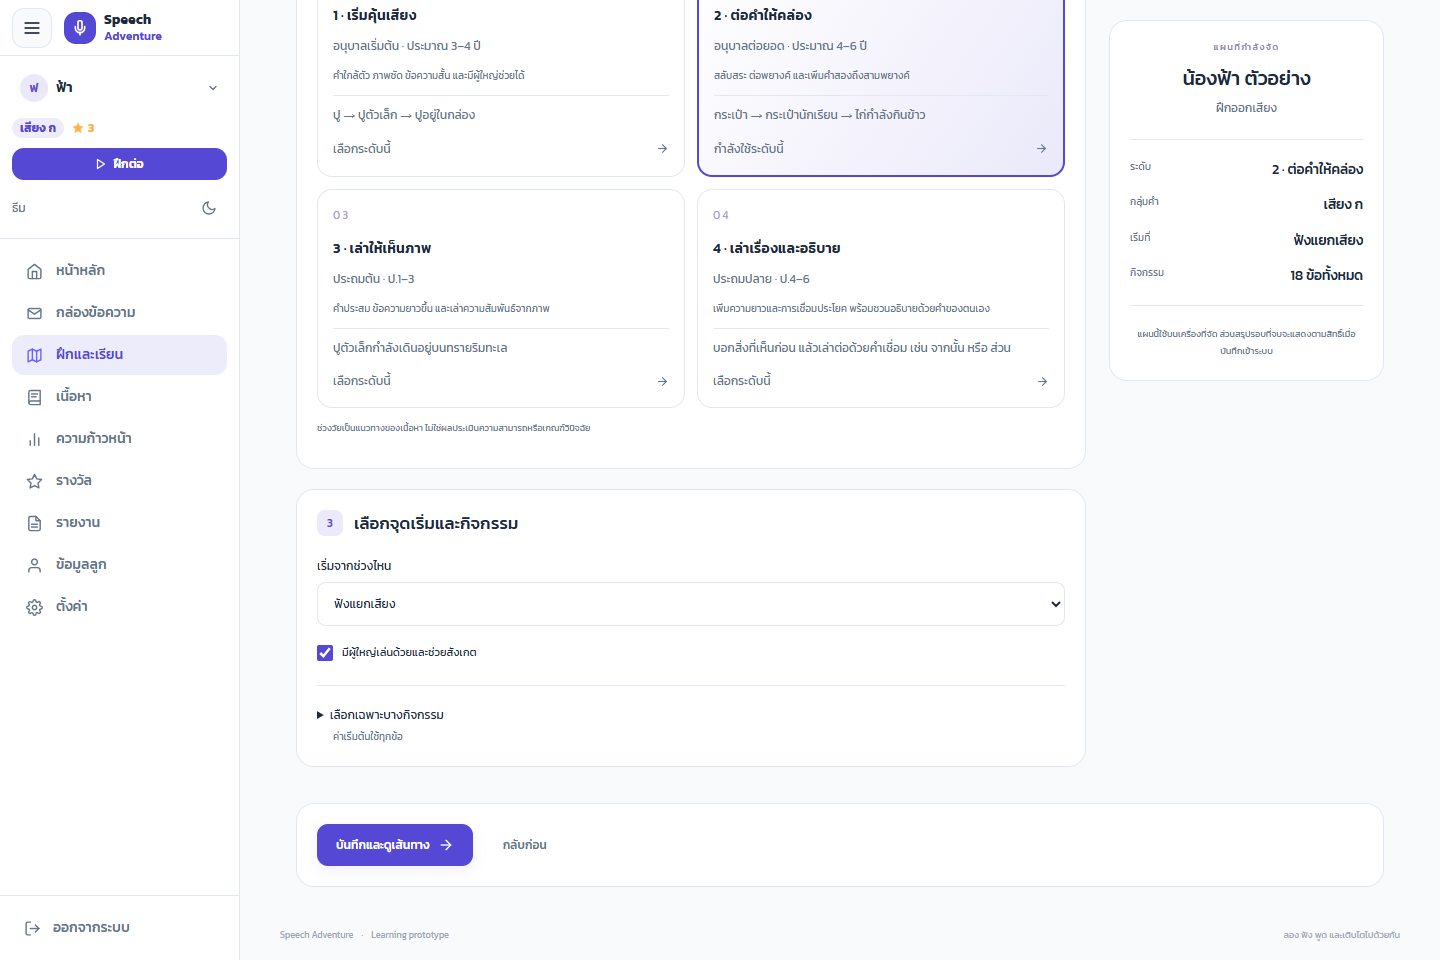 Speech
Adventure
ฟ
ฟ้า
เสียง ก
3
ฝึกต่อ
ธีม
หน้าหลัก
กล่องข้อความ
ฝึกและเรียน
เนื้อหา
ความก้าวหน้า
รางวัล
รายงาน
ข้อมูลลูก
ตั้งค่า
ออกจากระบบ
1 · เริ่มคุ้นเสียง
อนุบาลเริ่มต้น · ประมาณ 3–4 ปี
คำใกล้ตัว ภาพชัด ข้อความสั้น และมีผู้ใหญ่ช่วยได้
ปู → ปูตัวเล็ก → ปูอยู่ในกล่อง
เลือกระดับนี้
2 · ต่อคำให้คล่อง
อนุบาลต่อยอด · ประมาณ 4–6 ปี
สลับสระ ต่อพยางค์ และเพิ่มคำสองถึงสามพยางค์
กระเป๋า → กระเป๋านักเรียน → ไก่กำลังกินข้าว
กำลังใช้ระดับนี้
03
3 · เล่าให้เห็นภาพ
ประถมต้น · ป.1–3
คำประสม ข้อความยาวขึ้น และเล่าความสัมพันธ์จากภาพ
ปูตัวเล็กกำลังเดินอยู่บนทรายริมทะเล
เลือกระดับนี้
04
4 · เล่าเรื่องและอธิบาย
ประถมปลาย · ป.4–6
เพิ่มความยาวและการเชื่อมประโยค พร้อมชวนอธิบายด้วยคำของตนเอง
บอกสิ่งที่เห็นก่อน แล้วเล่าต่อด้วยคำเชื่อม เช่น จากนั้น หรือ ส่วน
เลือกระดับนี้
ช่วงวัยเป็นแนวทางของเนื้อหา ไม่ใช่ผลประเมินความสามารถหรือเกณฑ์วินิจฉัย
3
เลือกจุดเริ่มและกิจกรรม
เริ่มจากช่วงไหน
ฟังแยกเสียง
มีผู้ใหญ่เล่นด้วยและช่วยสังเกต
เลือกเฉพาะบางกิจกรรม
ค่าเริ่มต้นใช้ทุกข้อ
บันทึกและดูเส้นทาง
กลับก่อน
แผนที่กำลังจัด
น้องฟ้า ตัวอย่าง
ฝึกออกเสียง
ระดับ 2 · ต่อคำให้คล่อง
กลุ่มคำ เสียง ก
เริ่มที่ ฟังแยกเสียง
กิจกรรม 18 ข้อทั้งหมด
แผนนี้ใช้บนเครื่องที่จัด ส่วนสรุปรอบที่จบจะแสดงตามสิทธิ์เมื่อ
บันทึกเข้าระบบ
Speech Adventure · Learning prototype
ลอง ฟัง พูด และเติบโตไปด้วยกัน